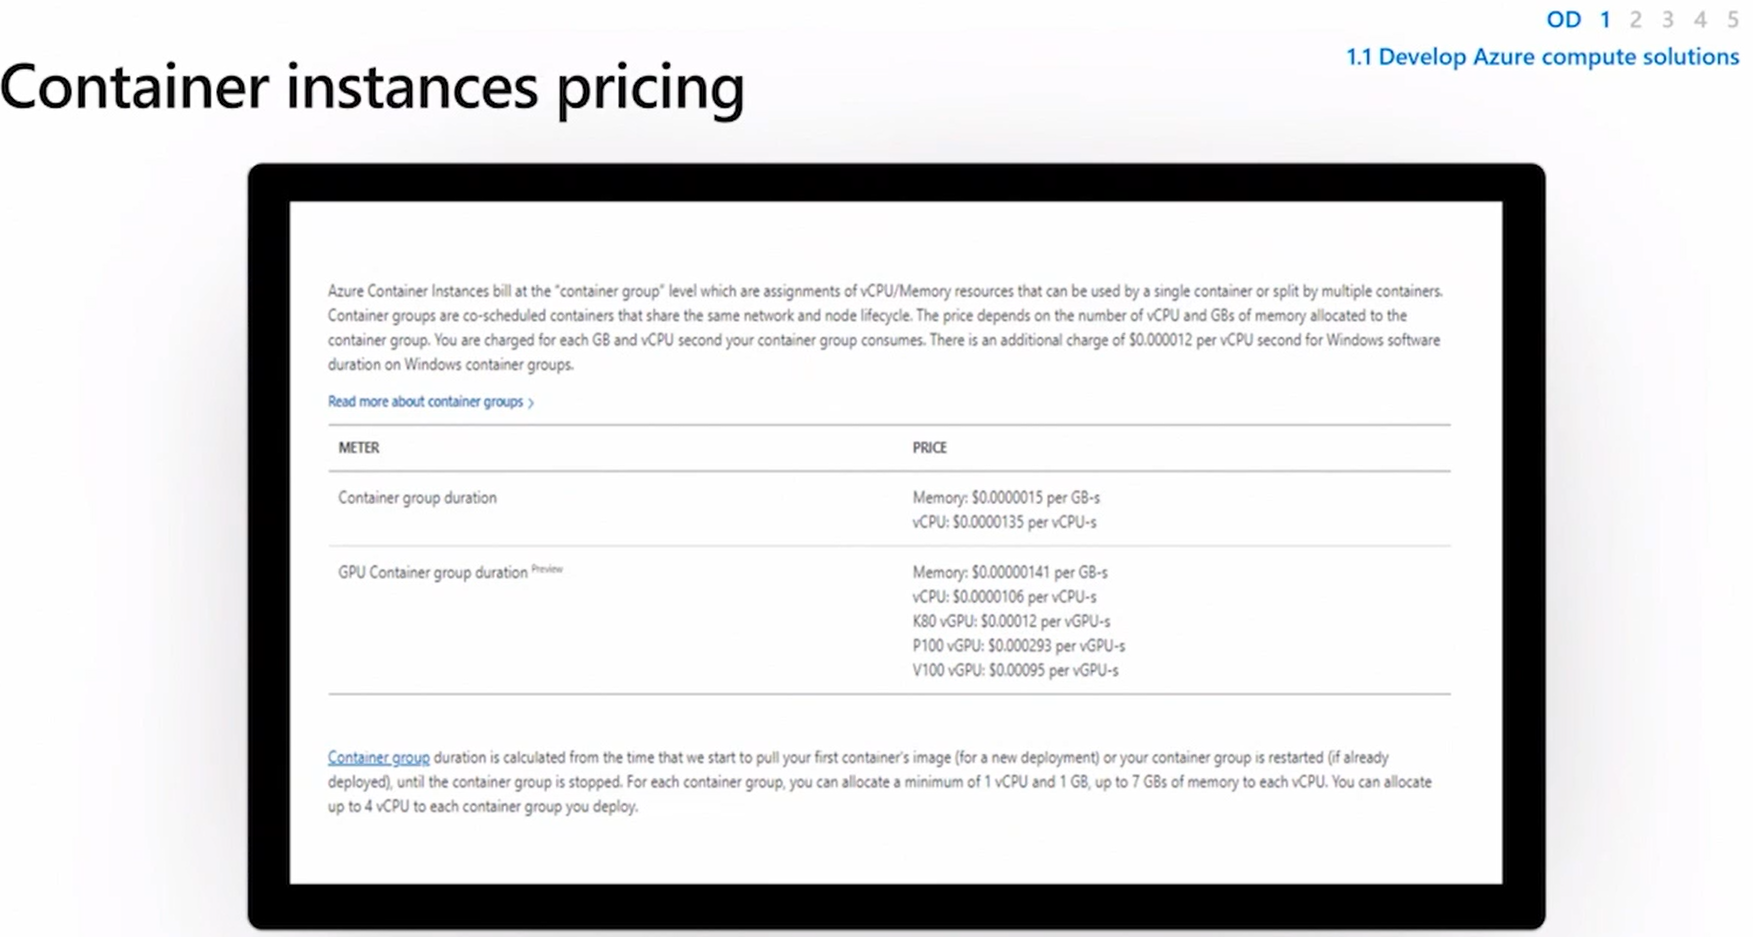 OD 1 2 3 4 5
1.1 Develop Azure compute solutions
Container instances pricing
Azure Container Instances bill at the "container group" level which are assignments of vCPU/Memory resources that can be used by a single container or split by multiple containers.
Container groups are co-scheduled containers that share the same network and node lifecycle. The price depends on the number of vCPU and GBs of memory allocated to the
container group. You are charged for each GB and vCPU second your container group consumes. There is an additional charge of $0.000012 per vCPU second for Windows software
duration on Windows container groups.
Read more about container groups >
METER PRICE
Container group duration Memory: $0.0000015 per GB-s
vCPU: $0.0000135 per vCPU-s
GPU Container group duration Preview Memory: $0.00000141 per GB-s
vCPU: $0.0000106 per vCPU-s
K80 vGPU: $0.00012 per vGPU-s
P100 vGPU: $0.000293 per vGPU-s
V100 vGPU: $0.00095 per vGPU-s
Container group duration is calculated from the time that we start to pull your first container's image (for a new deployment) or your container group is restarted (if already
deployed), until the container group is stopped. For each container group, you can allocate a minimum of 1 vCPU and 1 GB, up to 7 GBs of memory to each vCPU. You can allocate
up to 4 vCPU to each container group you deploy.